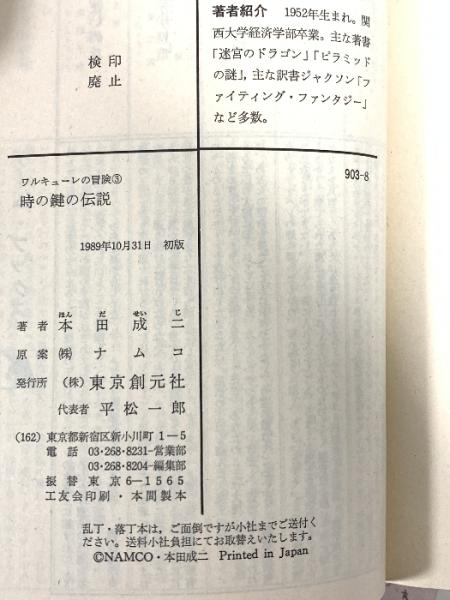 著者紹介　1952年生まれ。関
西大学経済学部卒業。主な著書
「迷宮のドラゴン」「ピラミッド
の謎」，主な訳書ジャクソン「フ
ァイティング・ファンタジー」
など多数。
検印
廃止
ワルキューレの冒険③
時の鍵の伝説
903-8
1989年10月31日　初版
ほん だ せい じ
著者 本田成二
原案 ㈱ナムコ
発行所 (株)東京創元社
代表者 平松一郎
(162) 東京都新宿区新小川町1―5
電話 03・268・8231―営業部
03・268・8204―編集部
振替 東京6―1565
工友会印刷・本間製本
乱丁・落丁本は，ご面倒ですが小社までご送付く
ださい。送料小社負担にてお取替えいたします。
©NAMCO・本田成二 Printed in Japan